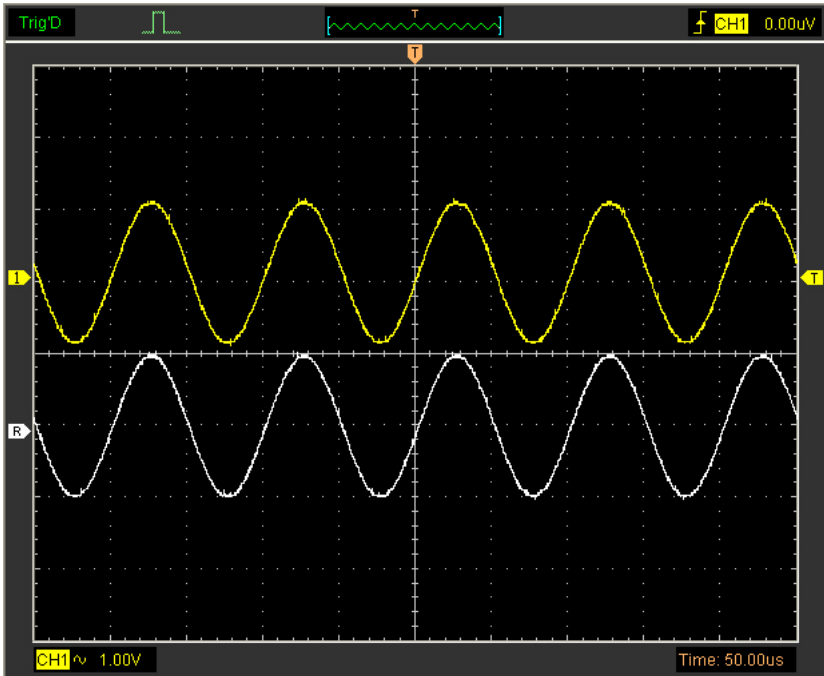 Trig'D
T
CH1 0.00uV
T
1
T
R
CH1 ∿ 1.00V
Time: 50.00us